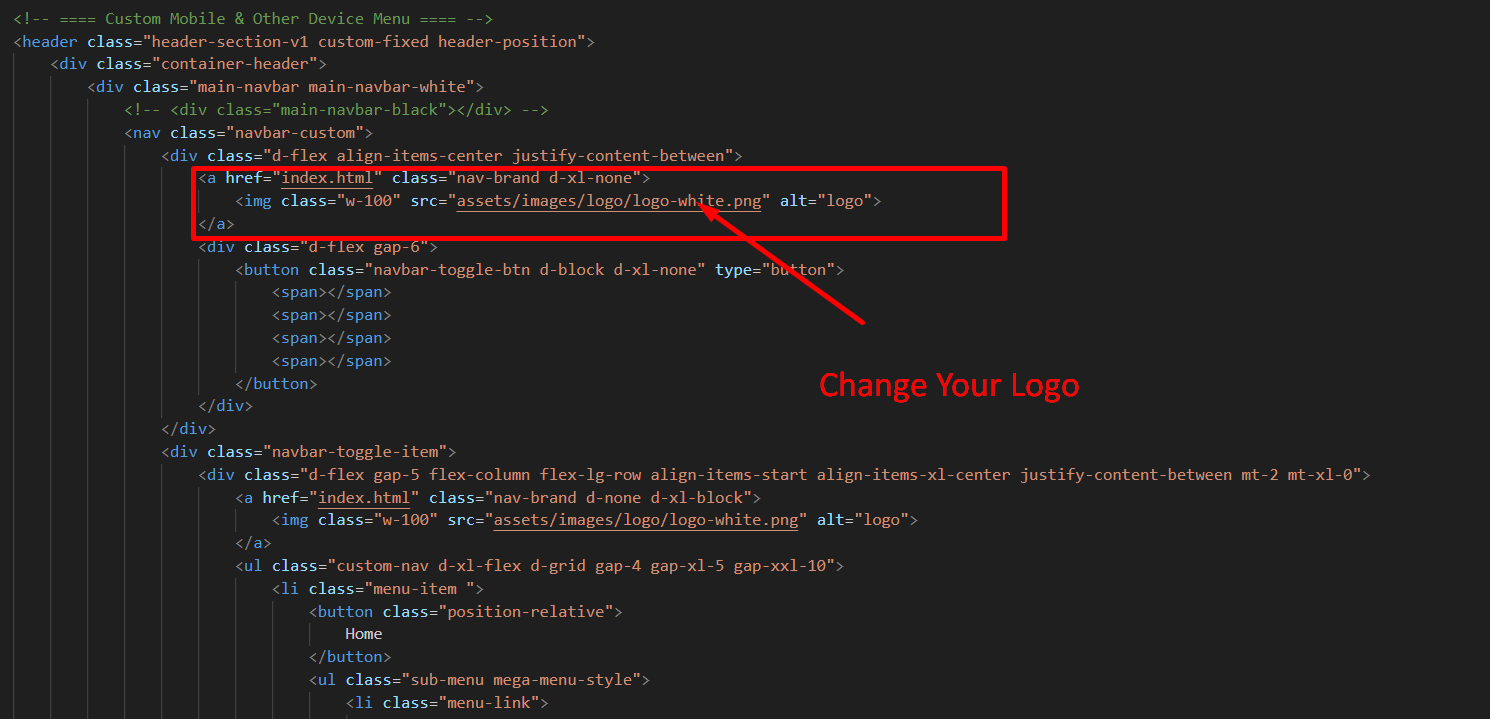 <!-- ==== Custom Mobile & Other Device Menu ==== -->
<header class="header-section-v1 custom-fixed header-position">
<div class="container-header">
<div class="main-navbar main-navbar-white">
<!-- <div class="main-navbar-black"></div> -->
<nav class="navbar-custom">
<div class="d-flex align-items-center justify-content-between">
<a href="index.html" class="nav-brand d-xl-none">
<img class="w-100" src="assets/images/logo/logo-white.png" alt="logo">
</a>
<div class="d-flex gap-6">
<button class="navbar-toggle-btn d-block d-xl-none" type="button">
<span></span>
<span></span>
<span></span>
<span></span>
</button>
Change Your Logo
</div>
</div>
<div class="navbar-toggle-item">
<div class="d-flex gap-5 flex-column flex-lg-row align-items-start align-items-xl-center justify-content-between mt-2 mt-xl-0">
<a href="index.html" class="nav-brand d-none d-xl-block">
<img class="w-100" src="assets/images/logo/logo-white.png" alt="logo">
</a>
<ul class="custom-nav d-xl-flex d-grid gap-4 gap-xl-5 gap-xxl-10">
<li class="menu-item ">
<button class="position-relative">
Home
</button>
<ul class="sub-menu mega-menu-style">
<li class="menu-link">